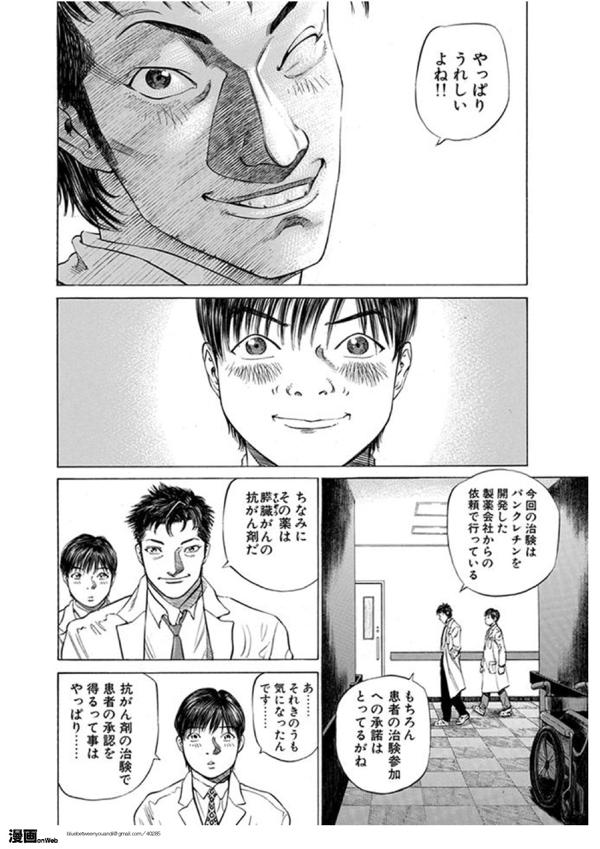 やっぱり
うれしい
よね!!
今回の治験は
パンクレチンを
開発した
製薬会社からの
依頼で行っている
もちろん
患者の治験参加
への承諾は
とってるがね
ちなみに
その薬は
膵臓がんの
抗がん剤だ
あ……
それきのうも
気になったん
です……
抗がん剤の治験で
患者の承認を
得るって事は
やっぱり……
漫画 on Web
bluebetweenyouandi@gmail.com／40285